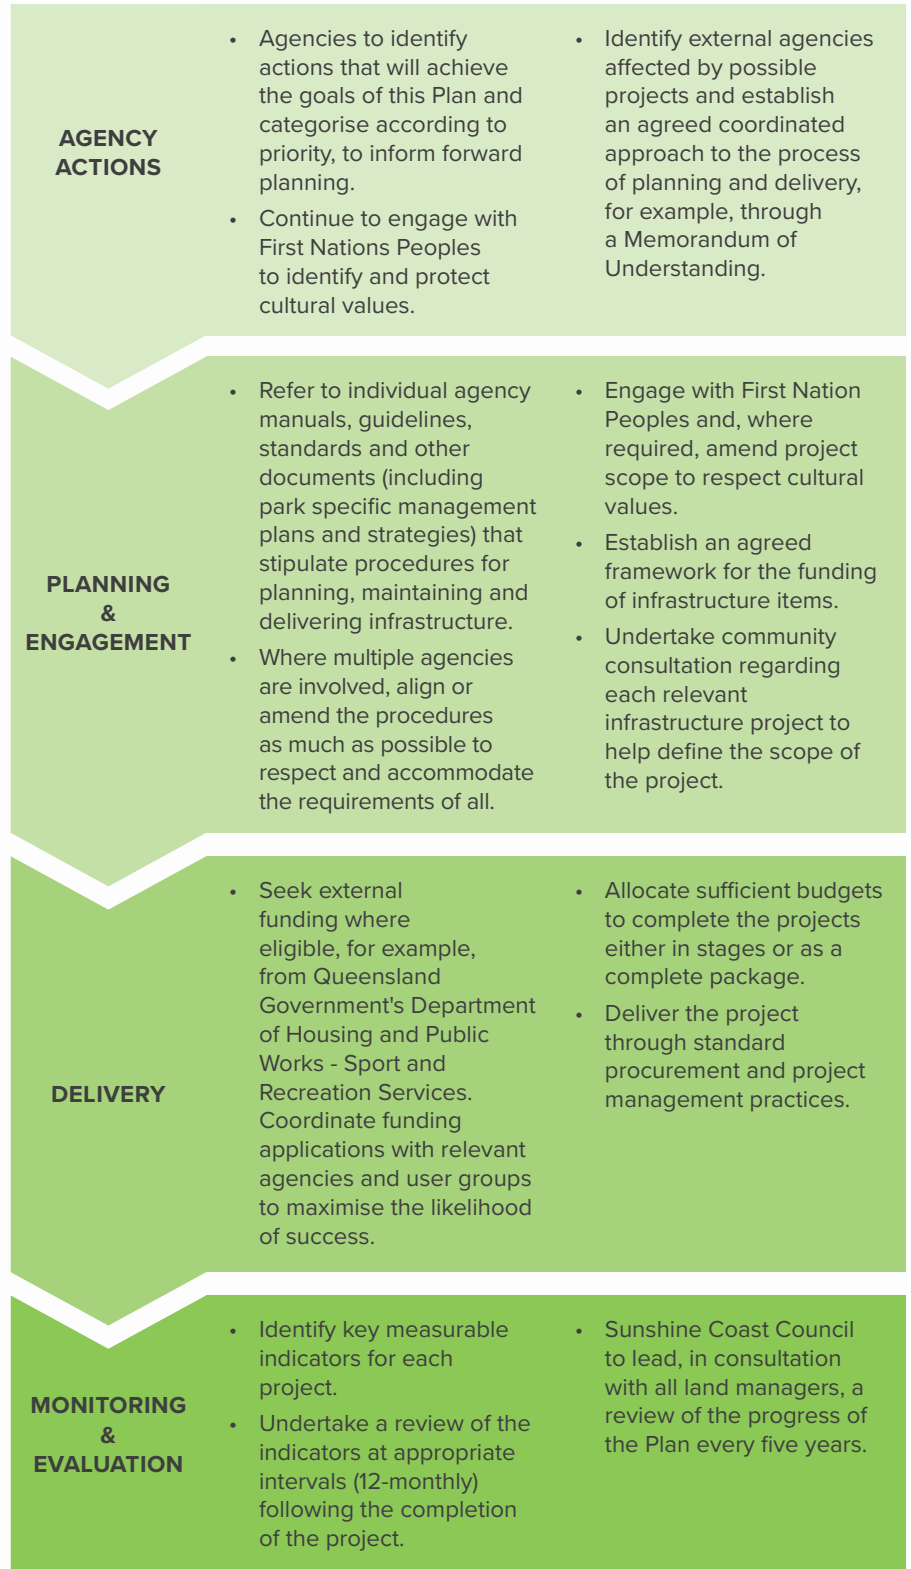 AGENCY
ACTIONS
• Agencies to identify
actions that will achieve
the goals of this Plan and
categorise according to
priority, to inform forward
planning.
• Continue to engage with
First Nations Peoples
to identify and protect
cultural values.
• Identify external agencies
affected by possible
projects and establish
an agreed coordinated
approach to the process
of planning and delivery,
for example, through
a Memorandum of
Understanding.
PLANNING
&
ENGAGEMENT
• Refer to individual agency
manuals, guidelines,
standards and other
documents (including
park specific management
plans and strategies) that
stipulate procedures for
planning, maintaining and
delivering infrastructure.
• Where multiple agencies
are involved, align or
amend the procedures
as much as possible to
respect and accommodate
the requirements of all.
• Engage with First Nation
Peoples and, where
required, amend project
scope to respect cultural
values.
• Establish an agreed
framework for the funding
of infrastructure items.
• Undertake community
consultation regarding
each relevant
infrastructure project to
help define the scope of
the project.
DELIVERY
• Seek external
funding where
eligible, for example,
from Queensland
Government's Department
of Housing and Public
Works - Sport and
Recreation Services.
Coordinate funding
applications with relevant
agencies and user groups
to maximise the likelihood
of success.
• Allocate sufficient budgets
to complete the projects
either in stages or as a
complete package.
• Deliver the project
through standard
procurement and project
management practices.
MONITORING
&
EVALUATION
• Identify key measurable
indicators for each
project.
• Undertake a review of the
indicators at appropriate
intervals (12-monthly)
following the completion
of the project.
• Sunshine Coast Council
to lead, in consultation
with all land managers, a
review of the progress of
the Plan every five years.